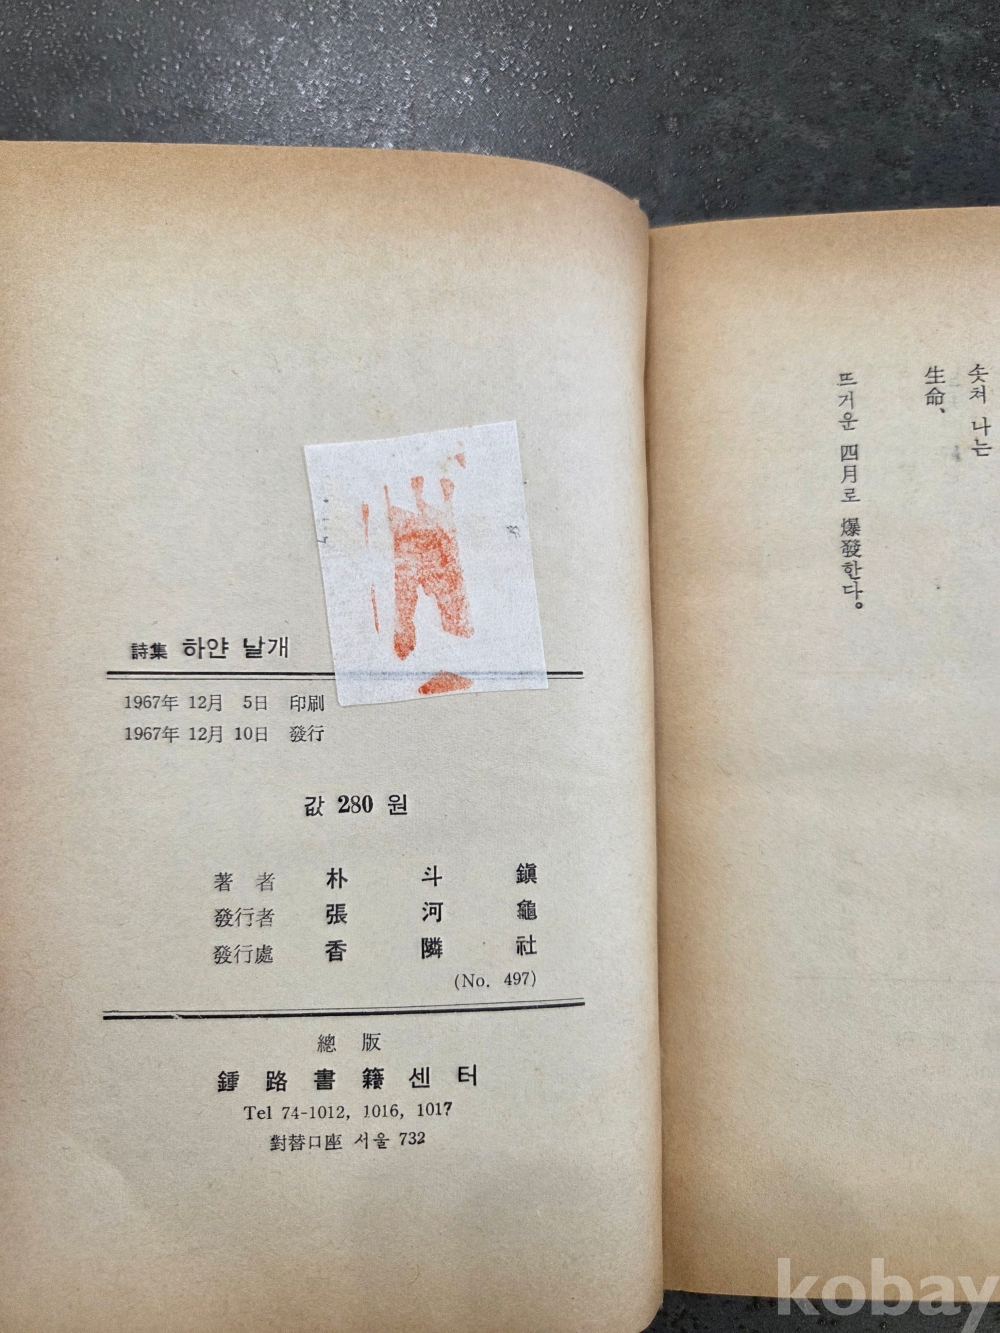 詩集 하얀 날개
1967年 12月 5日 印刷
1967年 12月 10日 發行
값 280 원
著者 朴斗鎭
發行者 張河龜
發行處 香隣社
(No. 497)
總版
鍾路書籍센터
Tel 74-1012, 1016, 1017
對替口座 서울 732
솟쳐 나는
生命、
뜨거운 四月로 爆發한다。
kobay